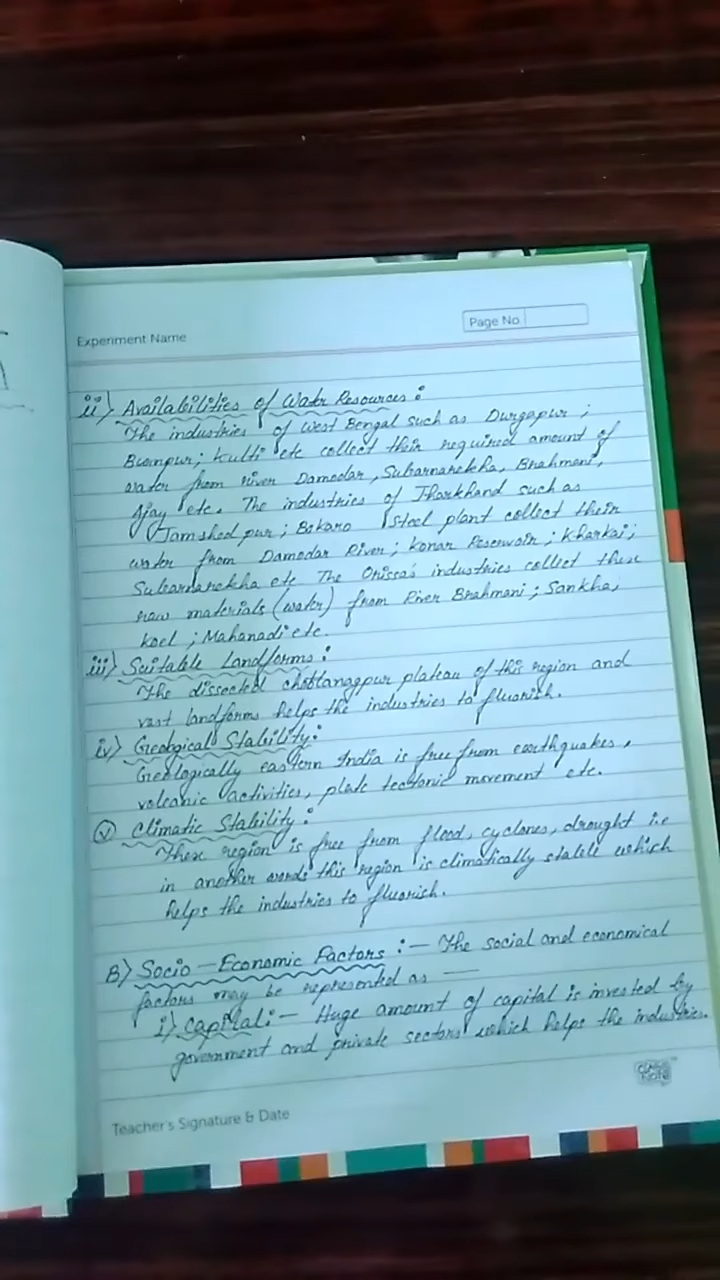 Experiment Name
Page No.
ii) Availabilities of Water Resources :
The industries of West Bengal such as Durgapur ;
Burnpur ; Kulti etc collect their required amount of
water from river Damodar, Subarnarekha, Brahmani,
Ajay etc. The industries of Jharkhand such as
Jamshedpur ; Bokaro Steel plant collect their
water from Damodar River ; Konar Reservoir ; Kharkai ;
Subarnarekha etc The Orissa's industries collect their
raw materials (water) from River Brahmani ; Sankha ;
Koel ; Mahanadi etc.
iii) Suitable Landforms :
The dissected chottanagpur plateau of this region and
vast landforms helps the industries to fluorish.
iv) Geological Stability :
Geologically eastern India is free from earthquakes,
volcanic activities, plate tectonic movement etc.
v) Climatic Stability :
These region is free from flood, cyclones, drought i.e
in another words this region is climatically stable which
helps the industries to fluorish.
B) Socio - Economic Factors :- The social and economical
factors may be represented as —
i) Capital :- Huge amount of capital is invested by
government and private sectors which helps the industries.
Teacher's Signature & Date